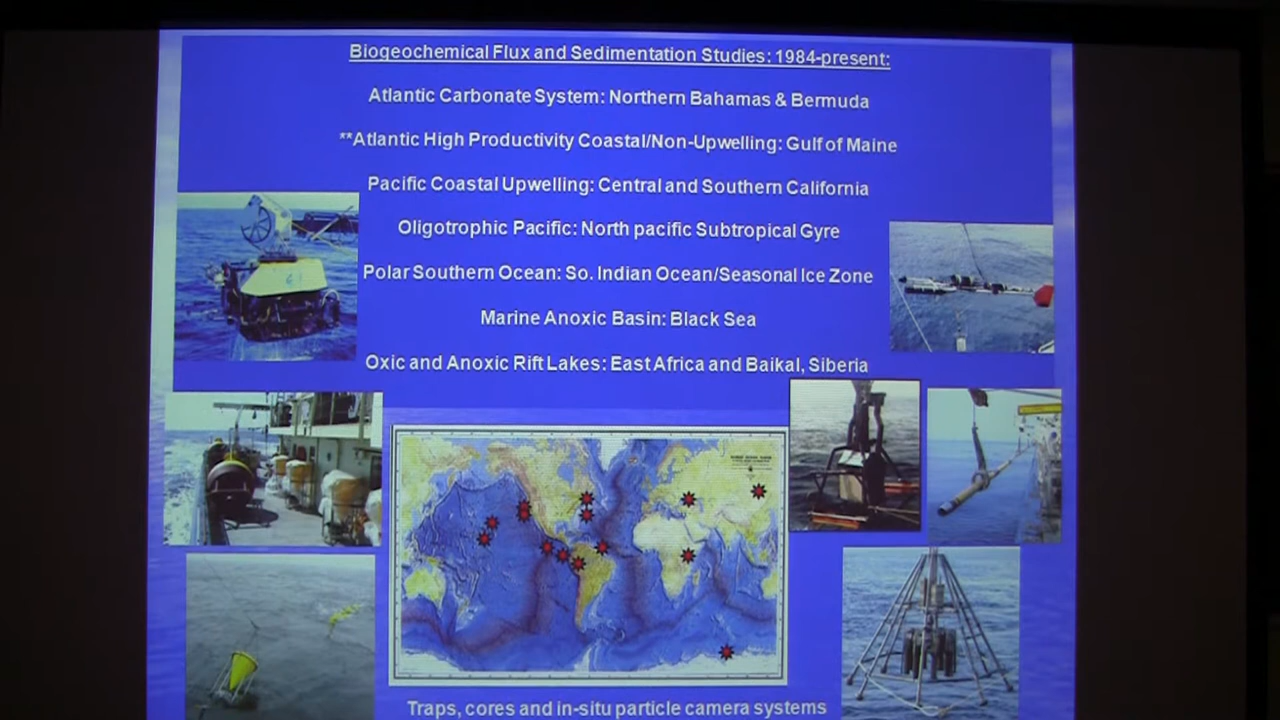 Biogeochemical Flux and Sedimentation Studies: 1984-present:
Atlantic Carbonate System: Northern Bahamas & Bermuda
**Atlantic High Productivity Coastal/Non-Upwelling: Gulf of Maine
Pacific Coastal Upwelling: Central and Southern California
Oligotrophic Pacific: North pacific Subtropical Gyre
Polar Southern Ocean: So. Indian Ocean/Seasonal Ice Zone
Marine Anoxic Basin: Black Sea
Oxic and Anoxic Rift Lakes: East Africa and Baikal, Siberia
Traps, cores and in-situ particle camera systems